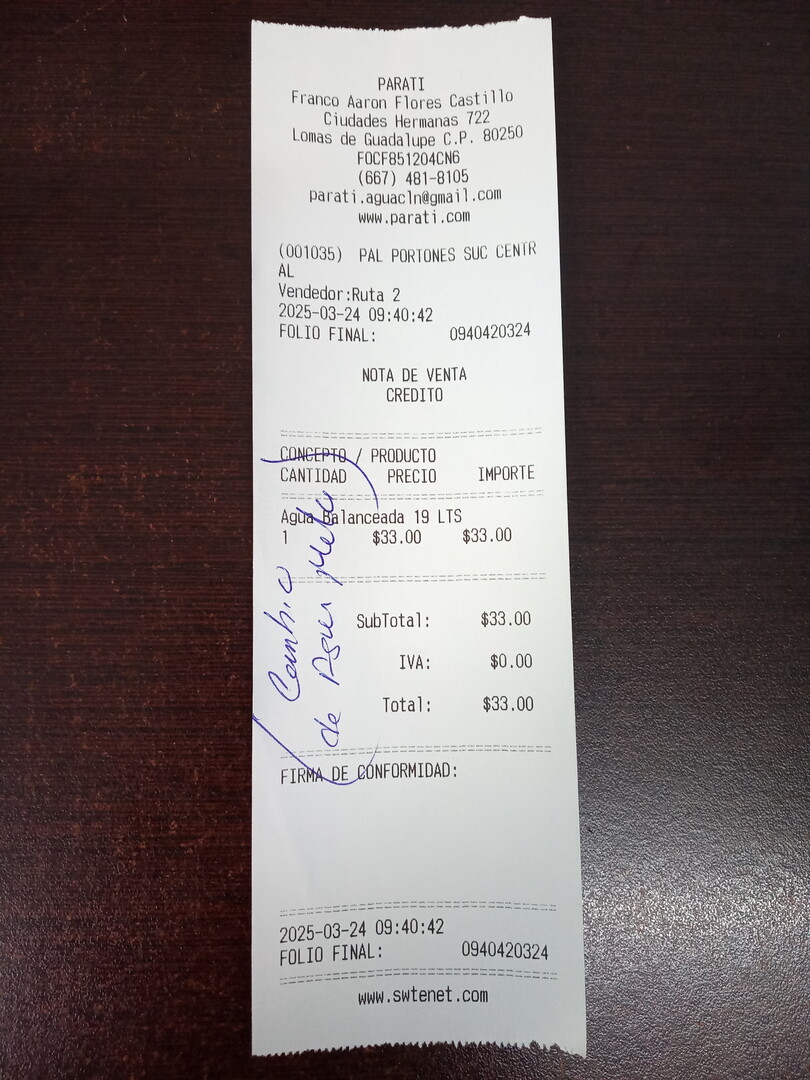 PARATI
Franco Aaron Flores Castillo
Ciudades Hermanas 722
Lomas de Guadalupe C.P. 80250
FOCF851204CN6
(667) 481-8105
parati.aguacln@gmail.com
www.parati.com
(001035) PAL PORTONES SUC CENTR
AL
Vendedor:Ruta 2
2025-03-24 09:40:42
FOLIO FINAL: 0940420324
NOTA DE VENTA
CREDITO
CONCEPTO / PRODUCTO
CANTIDAD PRECIO IMPORTE
Agua Balanceada 19 LTS
1 $33.00 $33.00
SubTotal: $33.00
IVA: $0.00
Total: $33.00
Cambio
de Agua
FIRMA DE CONFORMIDAD:
2025-03-24 09:40:42
FOLIO FINAL: 0940420324
www.swtenet.com